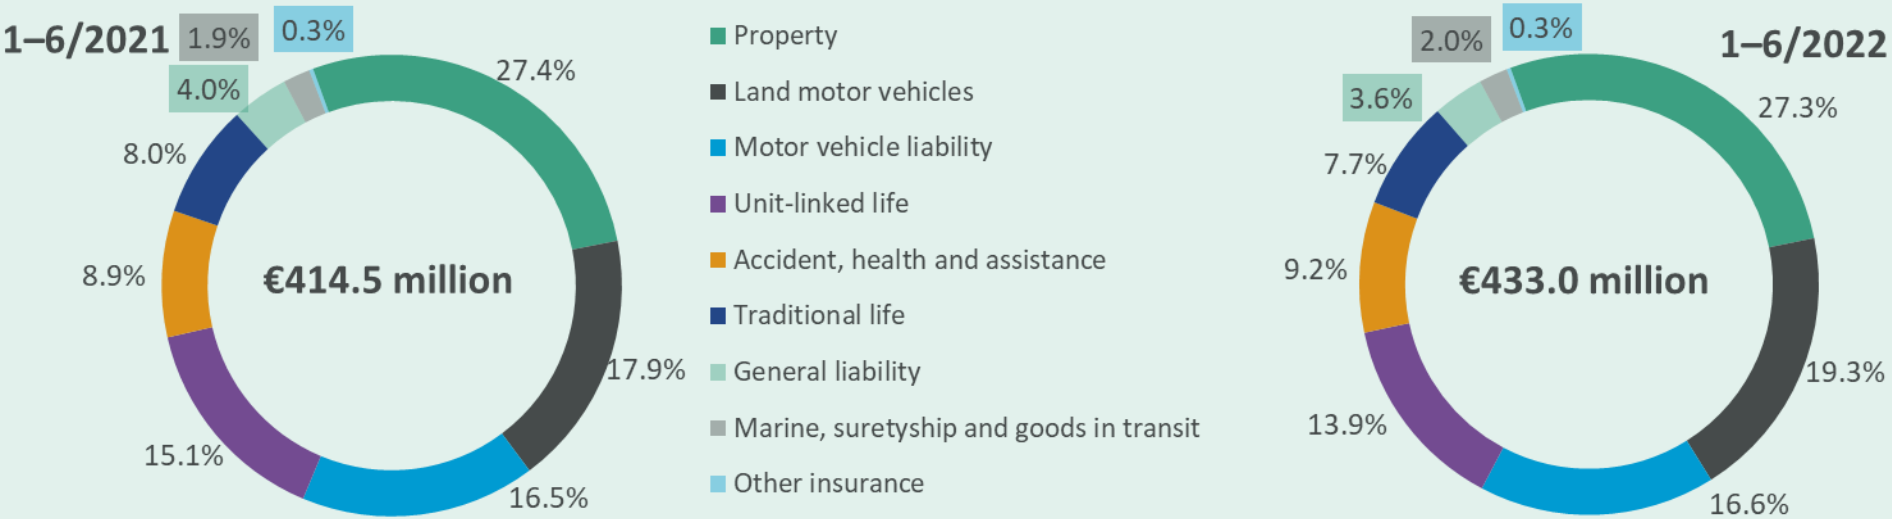 1–6/2021
1.9%
0.3%
4.0%
27.4%
8.0%
8.9%
€414.5 million
17.9%
15.1%
16.5%
Property
Land motor vehicles
Motor vehicle liability
Unit-linked life
Accident, health and assistance
Traditional life
General liability
Marine, suretyship and goods in transit
Other insurance
1–6/2022
2.0%
0.3%
3.6%
27.3%
7.7%
9.2%
€433.0 million
19.3%
13.9%
16.6%